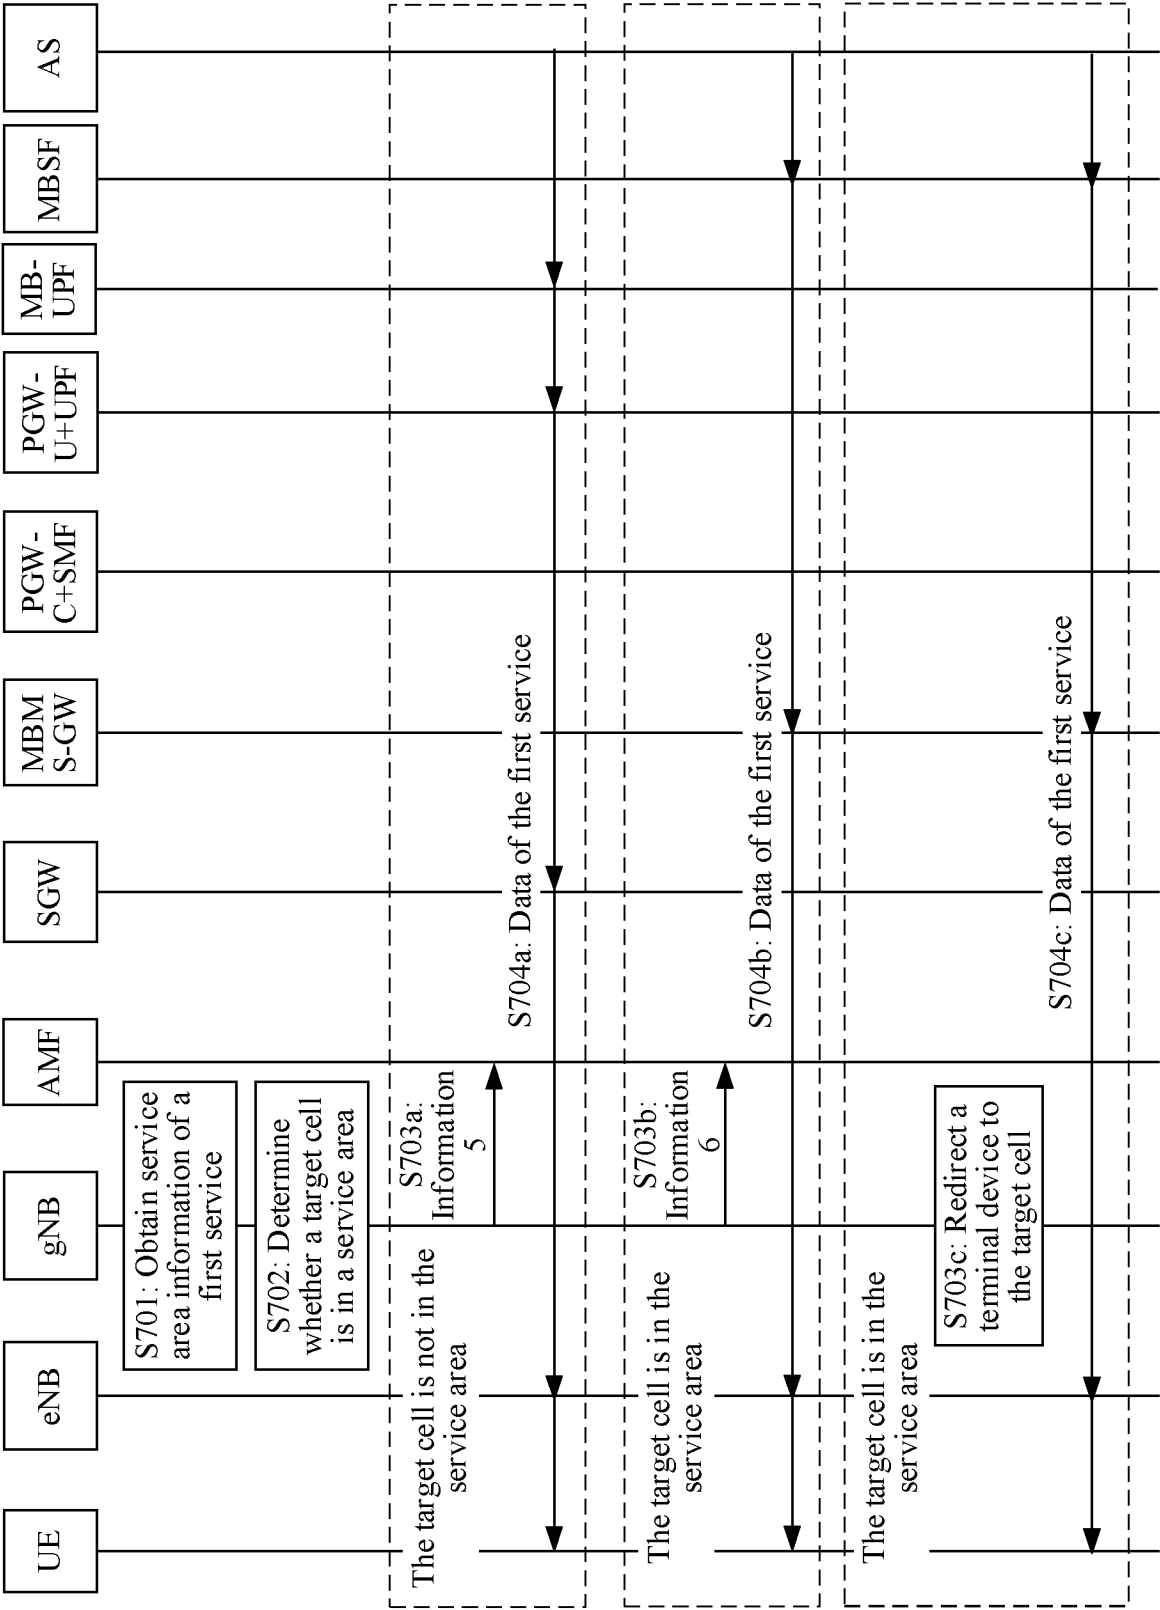 UE
eNB
gNB
AMF
SGW
MBM
S-GW
PGW-
C+SMF
PGW-
U+UPF
MB-
UPF
MBSF
AS
S701: Obtain service
area information of a
first service
S702: Determine
whether a target cell
is in a service area
The target cell is not in the
service area
S703a:
Information
5
S704a: Data of the first service
The target cell is in the
service area
S703b:
Information
6
S704b: Data of the first service
The target cell is in the
service area
S703c: Redirect a
terminal device to
the target cell
S704c: Data of the first service